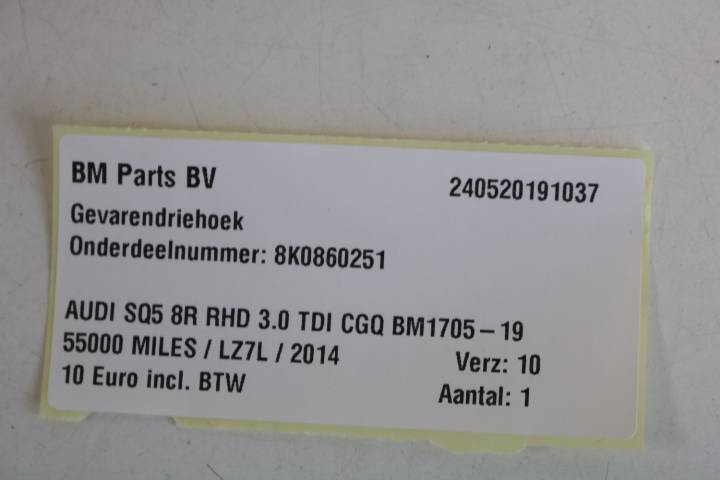 BM Parts BV 240520191037
Gevarendriehoek
Onderdeelnummer: 8K0860251
AUDI SQ5 8R RHD 3.0 TDI CGQ BM1705-19
55000 MILES / LZ7L / 2014 Verz: 10
10 Euro incl. BTW Aantal: 1